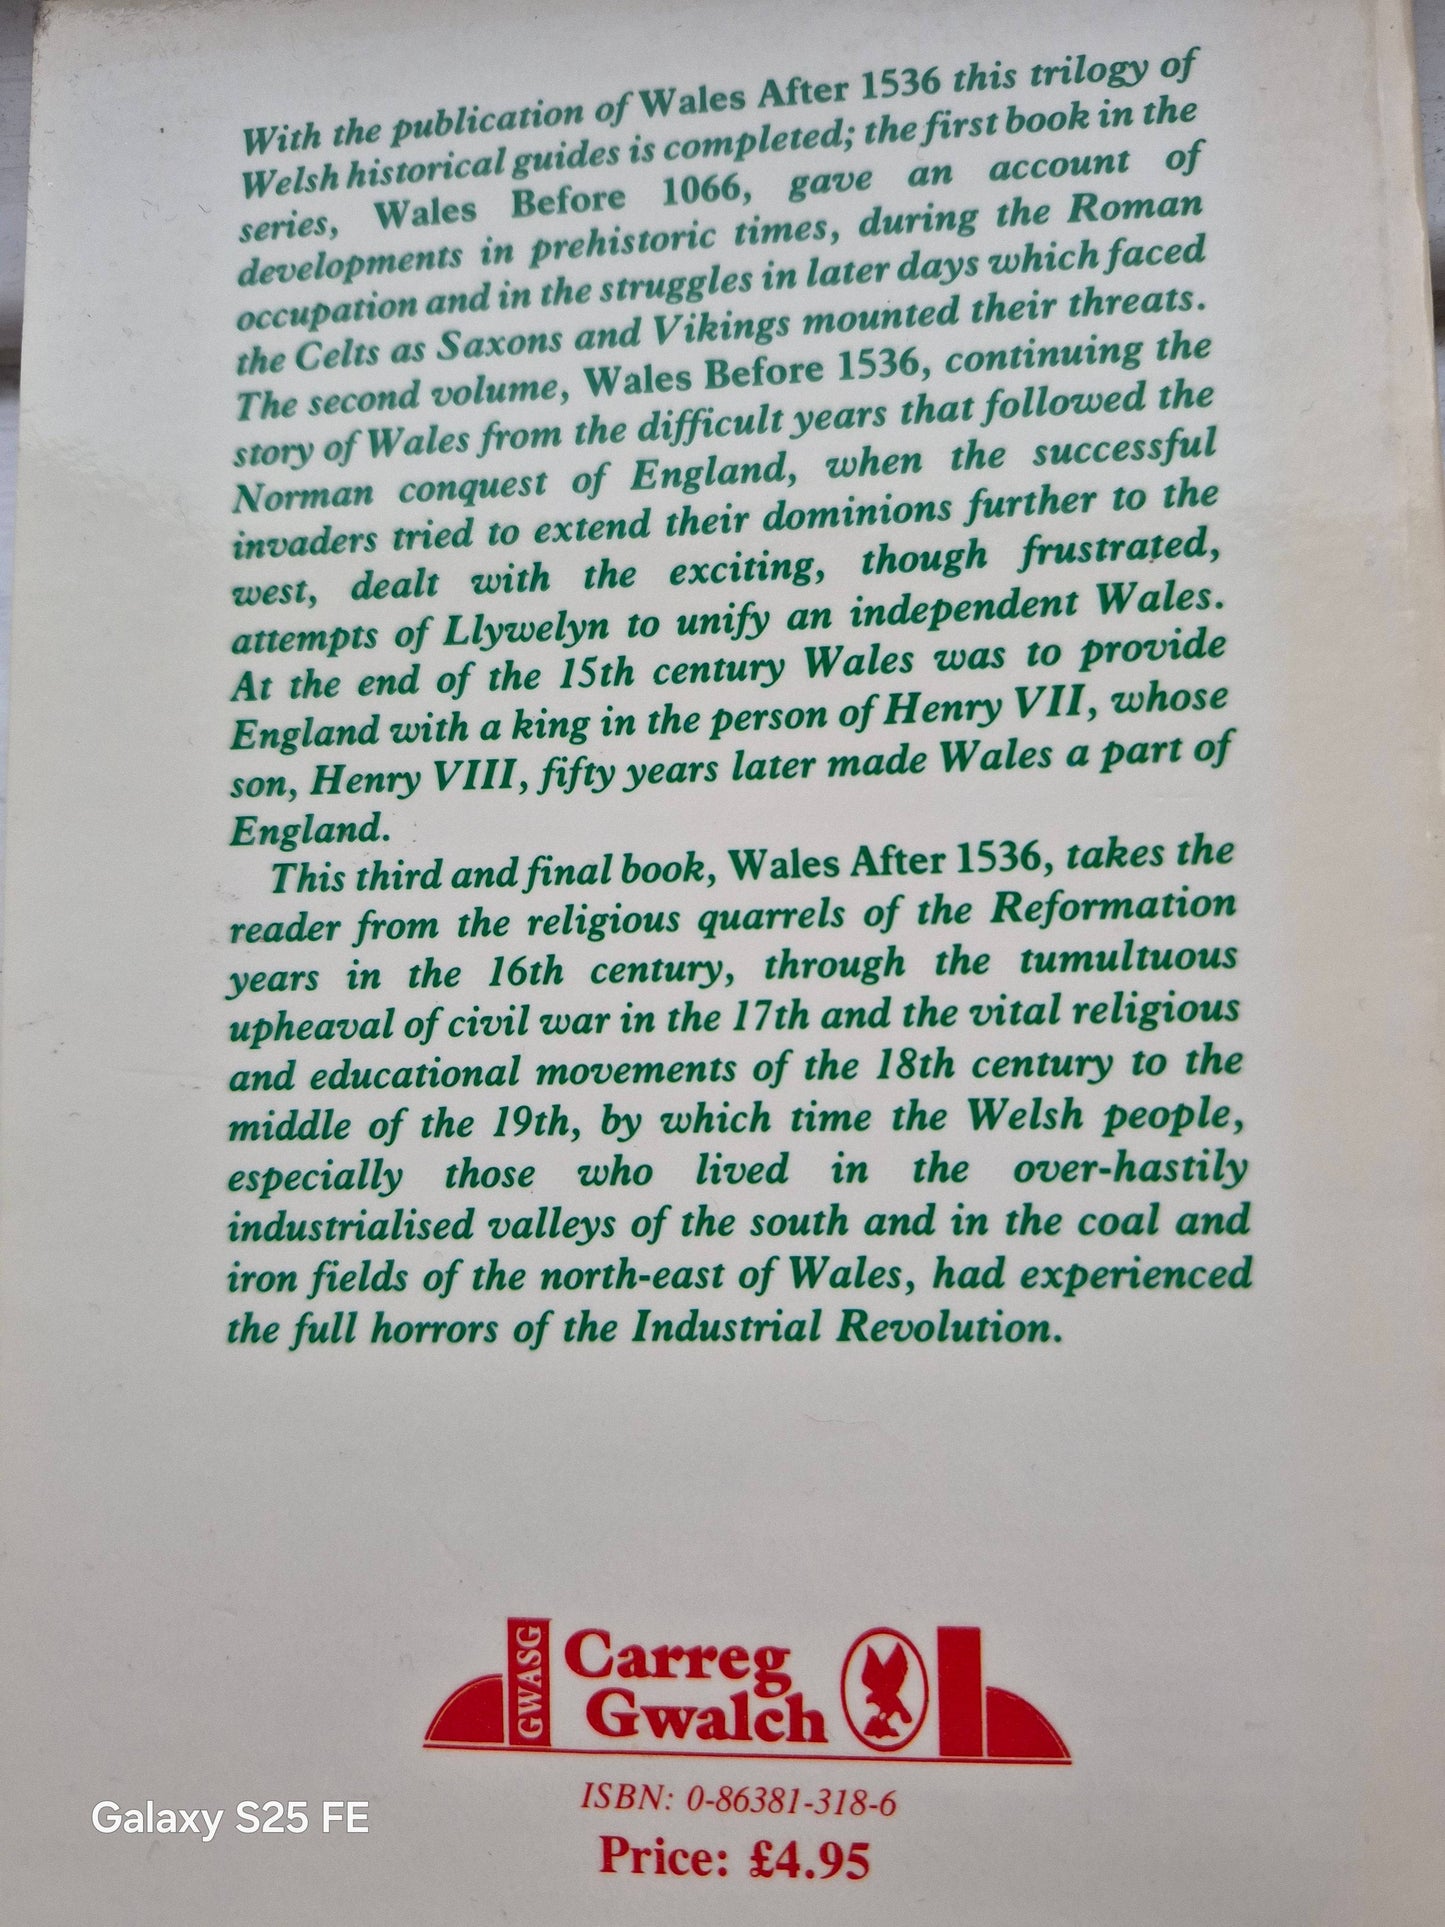 With the publication of Wales After 1536 this trilogy of
Welsh historical guides is completed; the first book in the
series, Wales Before 1066, gave an account of
developments in prehistoric times, during the Roman
occupation and in the struggles in later days which faced
the Celts as Saxons and Vikings mounted their threats.
The second volume, Wales Before 1536, continuing the
story of Wales from the difficult years that followed the
Norman conquest of England, when the successful
invaders tried to extend their dominions further to the
west, dealt with the exciting, though frustrated,
attempts of Llywelyn to unify an independent Wales.
At the end of the 15th century Wales was to provide
England with a king in the person of Henry VII, whose
son, Henry VIII, fifty years later made Wales a part of
England.
This third and final book, Wales After 1536, takes the
reader from the religious quarrels of the Reformation
years in the 16th century, through the tumultuous
upheaval of civil war in the 17th and the vital religious
and educational movements of the 18th century to the
middle of the 19th, by which time the Welsh people,
especially those who lived in the over-hastily
industrialised valleys of the south and in the coal and
iron fields of the north-east of Wales, had experienced
the full horrors of the Industrial Revolution.
GWASG
Carreg
Gwalch
ISBN: 0-86381-318-6
Price: £4.95
Galaxy S25 FE